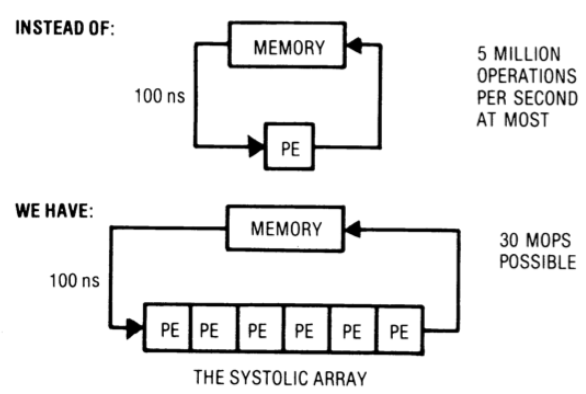 INSTEAD OF:
MEMORY
100 ns
PE
5 MILLION
OPERATIONS
PER SECOND
AT MOST
WE HAVE:
MEMORY
100 ns
PE PE PE PE PE PE
30 MOPS
POSSIBLE
THE SYSTOLIC ARRAY